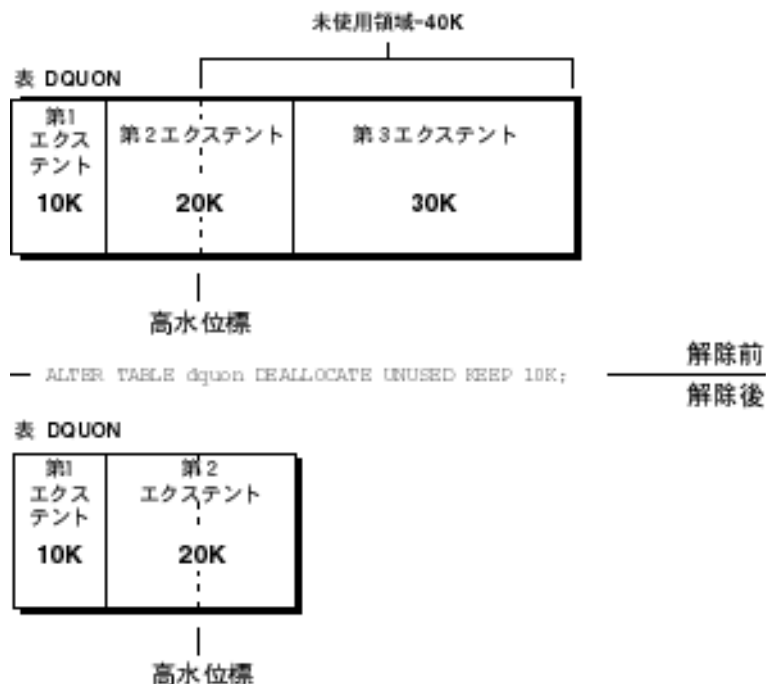 未使用領域=40K
表 DQUON
第1
エクス
テント
10K
第2エクステント
20K
第3エクステント
30K
高水位標
解除前
ALTER TABLE dquon DEALLOCATE UNUSED KEEP 10K;
解除後
表 DQUON
第1
エクス
テント
10K
第2
エクステント
20K
高水位標